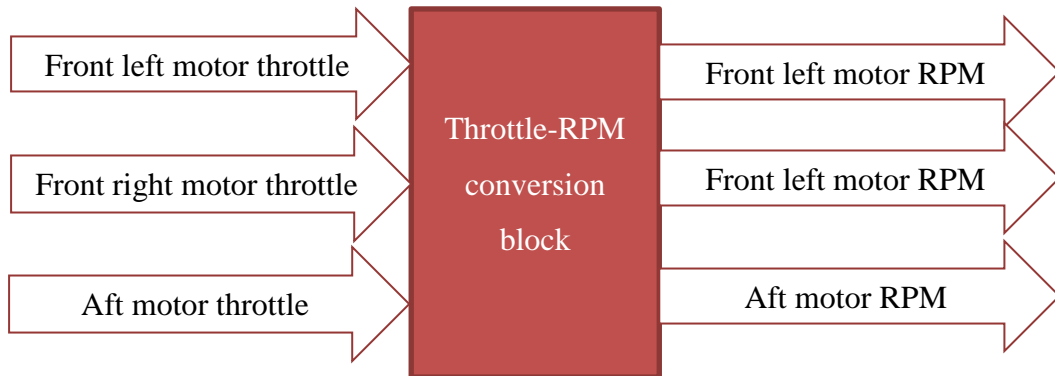 Front left motor throttle
Front right motor throttle
Aft motor throttle
Throttle-RPM
conversion
block
Front left motor RPM
Front left motor RPM
Aft motor RPM